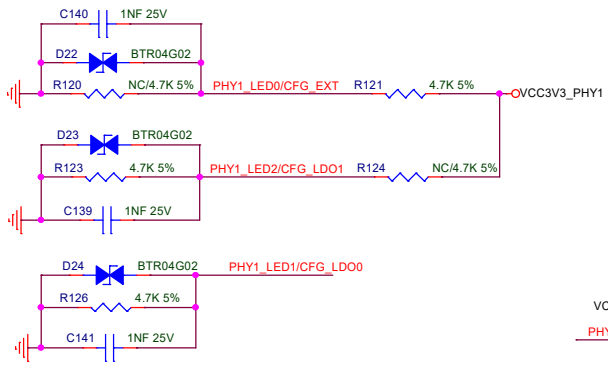 C140 1NF 25V
D22 BTR04G02
R120 NC/4.7K 5% PHY1_LED0/CFG_EXT R121 4.7K 5% VCC3V3_PHY1
D23 BTR04G02
R123 4.7K 5% PHY1_LED2/CFG_LDO1 R124 NC/4.7K 5%
C139 1NF 25V
D24 BTR04G02 PHY1_LED1/CFG_LDO0
R126 4.7K 5%
VC
C141 1NF 25V PHY